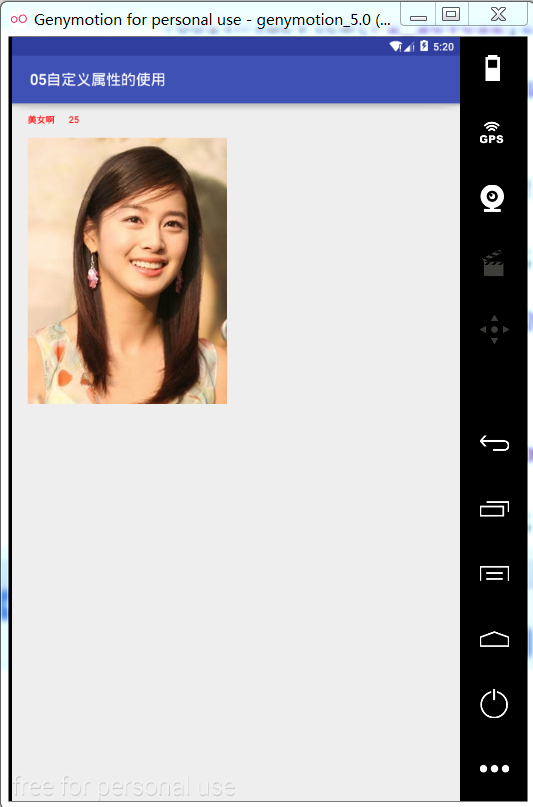 Genymotion for personal use - genymotion_5.0 (...
5:20
05自定义属性的使用
美女啊 25
GPS
free for personal use